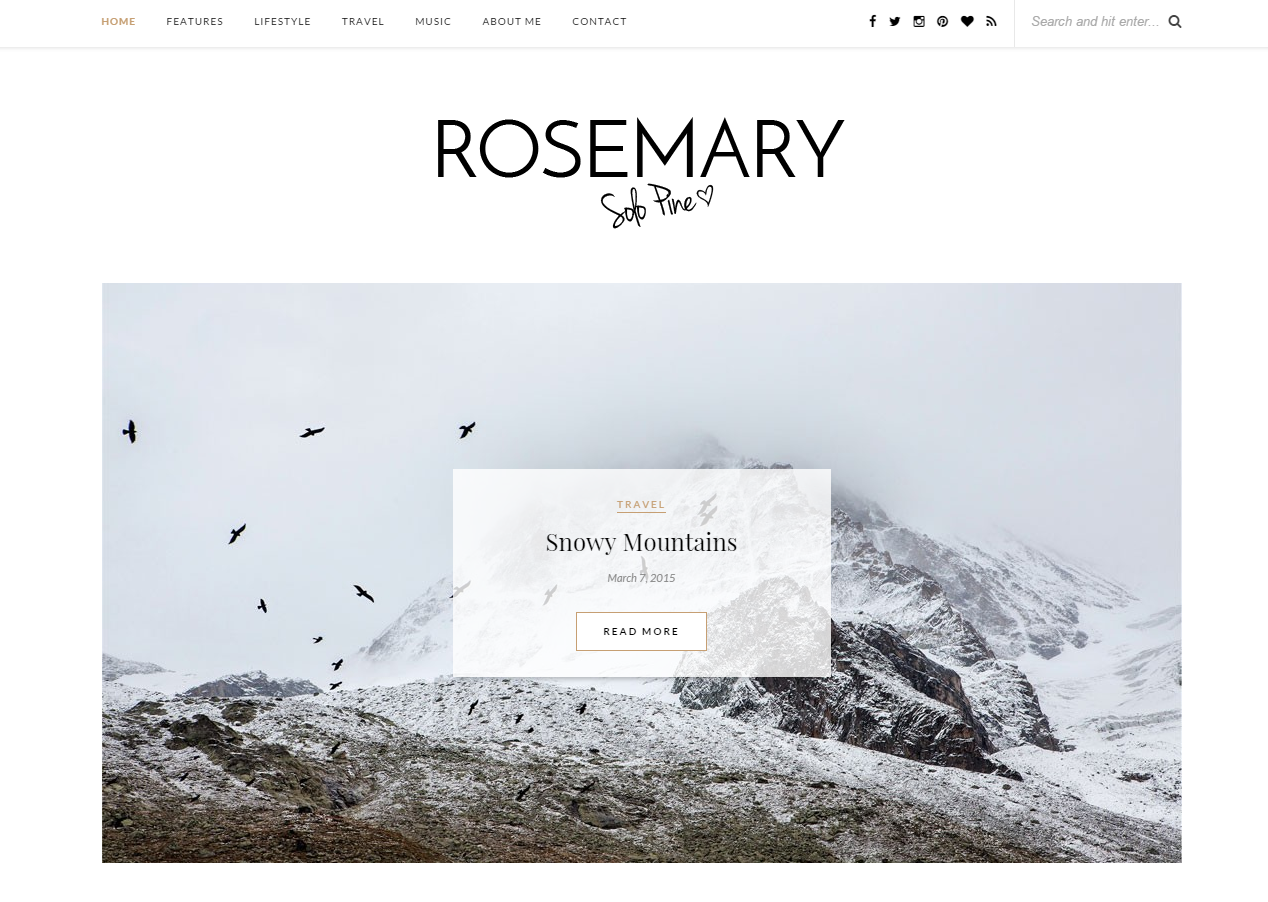 HOME FEATURES LIFESTYLE TRAVEL MUSIC ABOUT ME CONTACT Search and hit enter...
ROSEMARY
Solo Pine
TRAVEL
Snowy Mountains
March 7, 2015
READ MORE